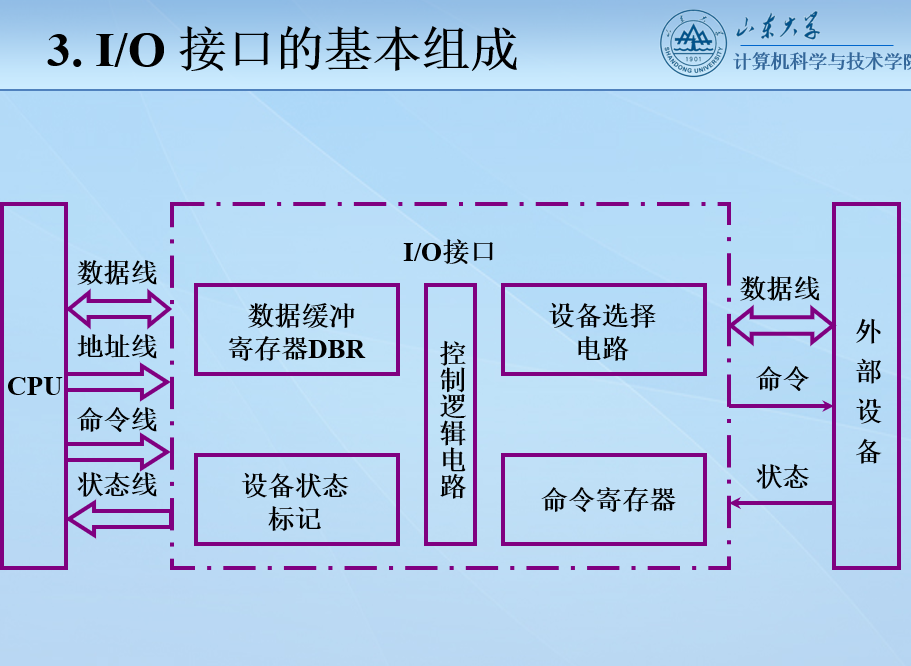 3. I/O 接口的基本组成
山东大学
计算机科学与技术学院
SHANDONG UNIVERSITY
1901
I/O接口
CPU
数据线
地址线
命令线
状态线
数据缓冲
寄存器DBR
设备状态
标记
控制逻辑电路
设备选择
电路
命令寄存器
数据线
命令
状态
外部设备